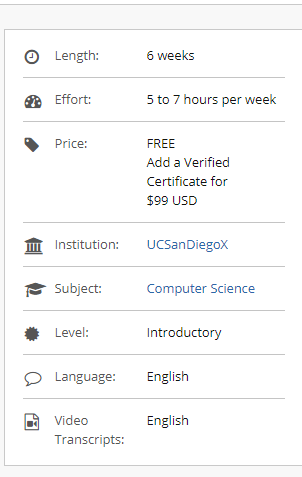 Length: 6 weeks
Effort: 5 to 7 hours per week
Price: FREE
Add a Verified
Certificate for
$99 USD
Institution: UCSanDiegoX
Subject: Computer Science
Level: Introductory
Language: English
Video English
Transcripts: